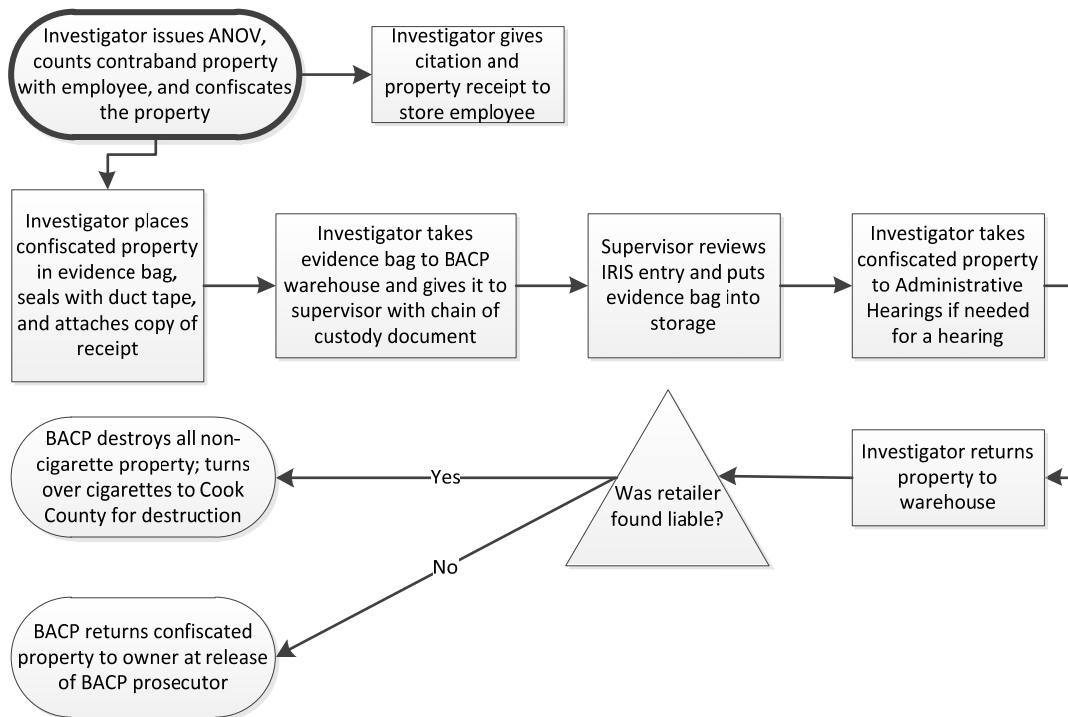 Investigator issues ANOV,
counts contraband property
with employee, and confiscates
the property
Investigator gives
citation and
property receipt to
store employee
Investigator places
confiscated property
in evidence bag,
seals with duct tape,
and attaches copy of
receipt
Investigator takes
evidence bag to BACP
warehouse and gives it to
supervisor with chain of
custody document
Supervisor reviews
IRIS entry and puts
evidence bag into
storage
Investigator takes
confiscated property
to Administrative
Hearings if needed
for a hearing
Investigator returns
property to
warehouse
Was retailer
found liable?
Yes
BACP destroys all non-
cigarette property; turns
over cigarettes to Cook
County for destruction
No
BACP returns confiscated
property to owner at release
of BACP prosecutor